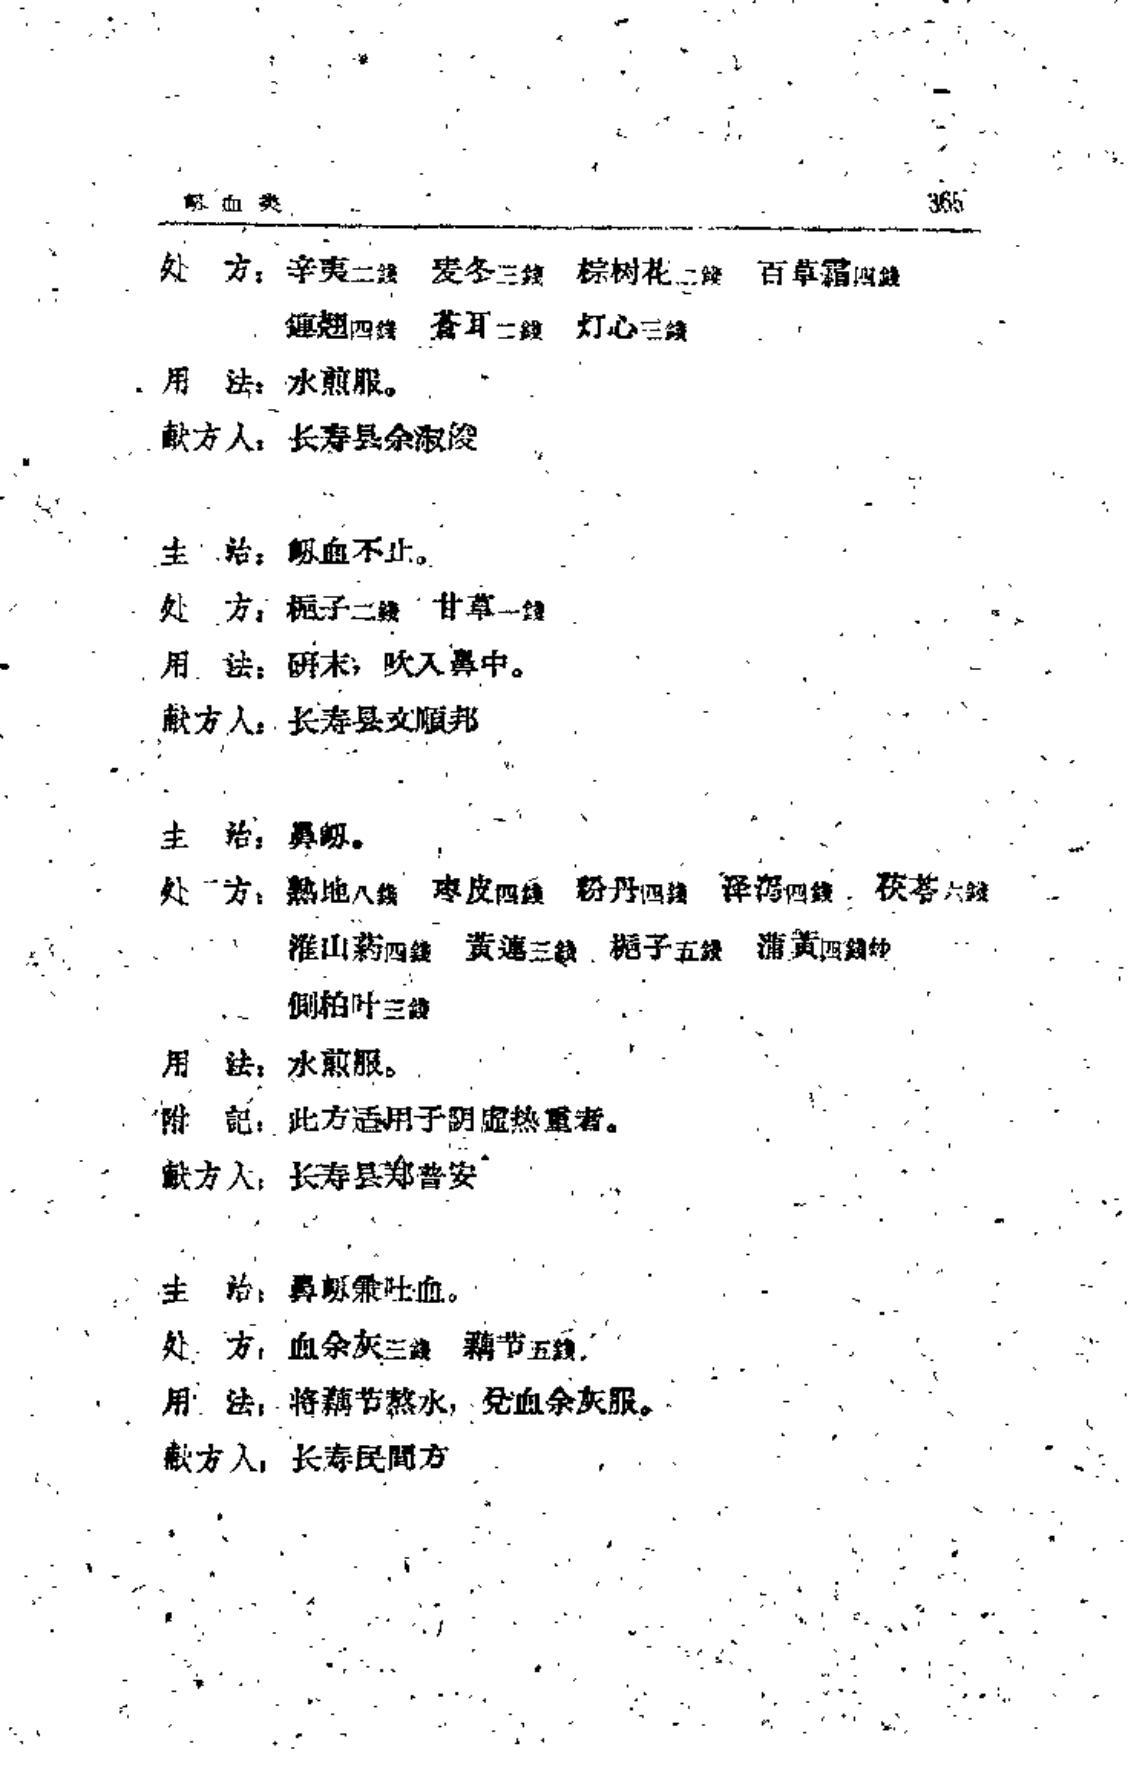 衄血类 365
处 方：辛夷二錢 麦冬三錢 棕树花二錢 百草霜四錢
連翘四錢 蒼耳二錢 灯心三錢
用 法：水煎服。
献方人：长寿县余淑浚
主 治：衄血不止。
处 方：梔子二錢 甘草一錢
用 法：研末，吹入鼻中。
献方人：长寿县文順邦
主 治：鼻衄。
处 方：熟地八錢 枣皮四錢 粉丹四錢 泽泻四錢 茯苓六錢
淮山葯四錢 黃連三錢 梔子五錢 蒲黃四錢炒
側柏叶三錢
用 法：水煎服。
附 記：此方适用于阴虛热重者。
献方人：长寿县郑普安
主 治：鼻衄兼吐血。
处 方：血余灰三錢 藕节五錢
用 法：将藕节熬水，兌血余灰服。
献方人：长寿民間方